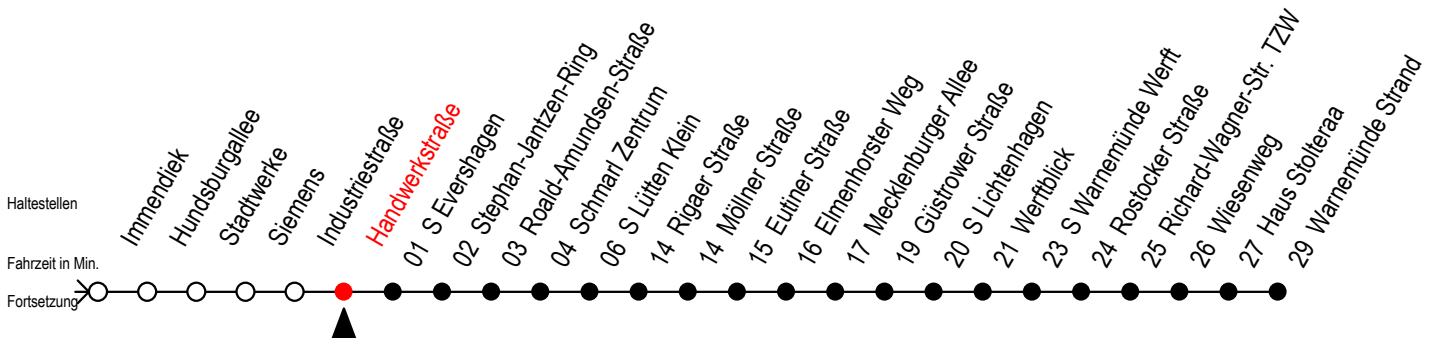 Haltestellen
Fahrzeit in Min.
Fortsetzung
Immendiek
Hundsburgallee
Stadtwerke
Siemens
Industriestraße
Handwerkstraße
01 S Evershagen
02 Stephan-Jantzen-Ring
03 Roald-Amundsen-Straße
04 Schmarl Zentrum
06 S Lütten Klein
14 Rigaer Straße
14 Möllner Straße
15 Eutiner Straße
16 Elmenhorster Weg
17 Mecklenburger Allee
19 Güstrower Straße
20 S Lichtenhagen
21 Werftblick
23 S Warnemünde Werft
24 Rostocker Straße
25 Richard-Wagner-Str. TZW
26 Wiesenweg
27 Haus Stolteraa
29 Warnemünde Strand